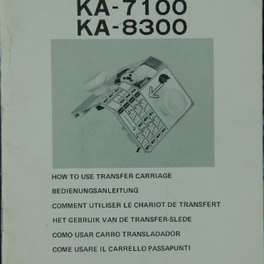 KA-7100
KA-8300
HOW TO USE TRANSFER CARRIAGE
BEDIENUNGSANLEITUNG
COMMENT UTILISER LE CHARIOT DE TRANSFERT
HET GEBRUIK VAN DE TRANSFER-SLEDE
COMO USAR CARRO TRANSLADADOR
COME USARE IL CARRELLO PASSAPUNTI